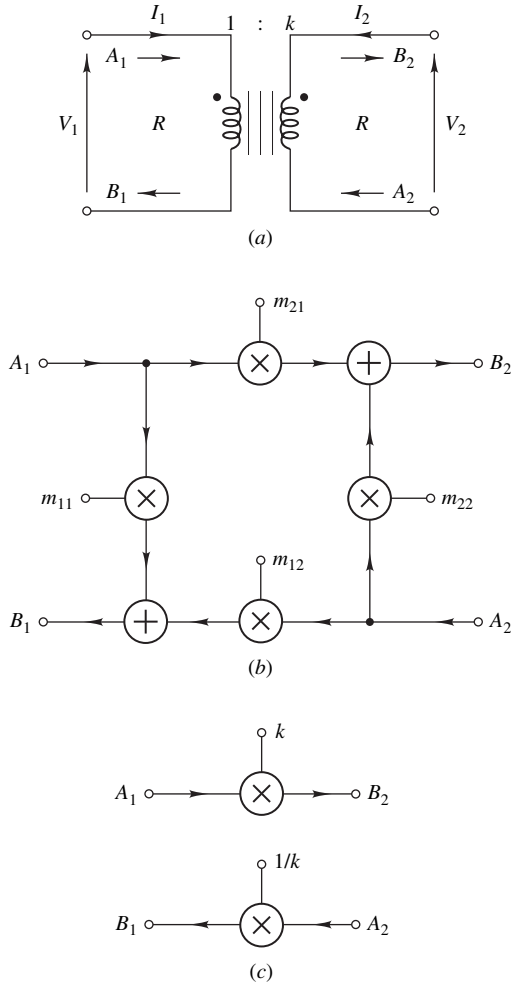 I₁ 1 : k I₂
A₁ B₂
V₁ R R V₂
B₁ A₂
(a)
m₂₁
A₁ B₂
m₁₁ m₂₂
m₁₂
B₁ A₂
(b)
k
A₁ B₂
1/k
B₁ A₂
(c)